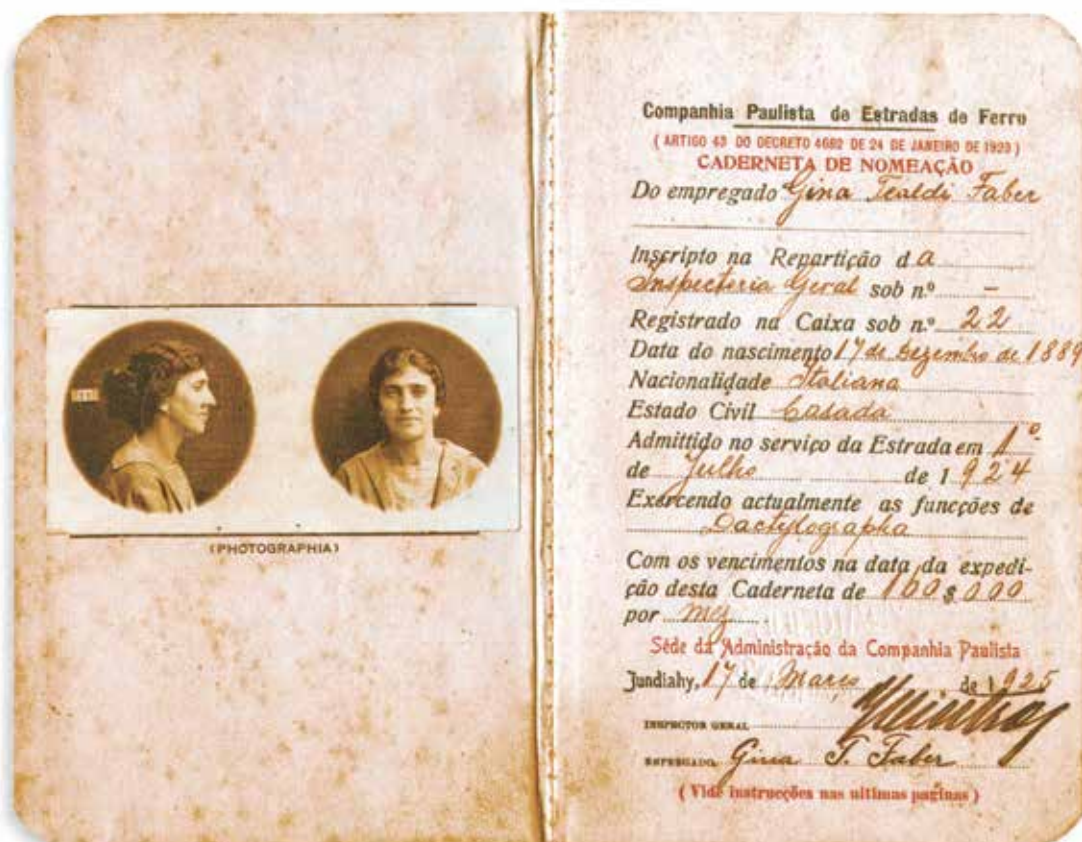 (PHOTOGRAPHIA)
Companhia Paulista de Estradas de Ferro
( ARTIGO 43 DO DECRETO 4682 DE 24 DE JANEIRO DE 1923 )
CADERNETA DE NOMEAÇÃO
Do empregado Gina Tealdi Faber
Inscripto na Repartição da
Inspectoria Geral sob n.º -
Registrado na Caixa sob n.º 22
Data do nascimento 17 de Dezembro de 1889
Nacionalidade Italiana
Estado Civil Casada
Admittido no serviço da Estrada em 1º
de Julho de 1924
Exercendo actualmente as funcções de
Dactylographa
Com os vencimentos na data da expedi-
ção desta Caderneta de 100$000
por mez
Séde da Administração da Companhia Paulista
Jundiahy, 17 de Março de 1925
INSPECTOR GERAL
EMPREGADO Gina T. Faber
( Vide instrucções nas ultimas paginas )